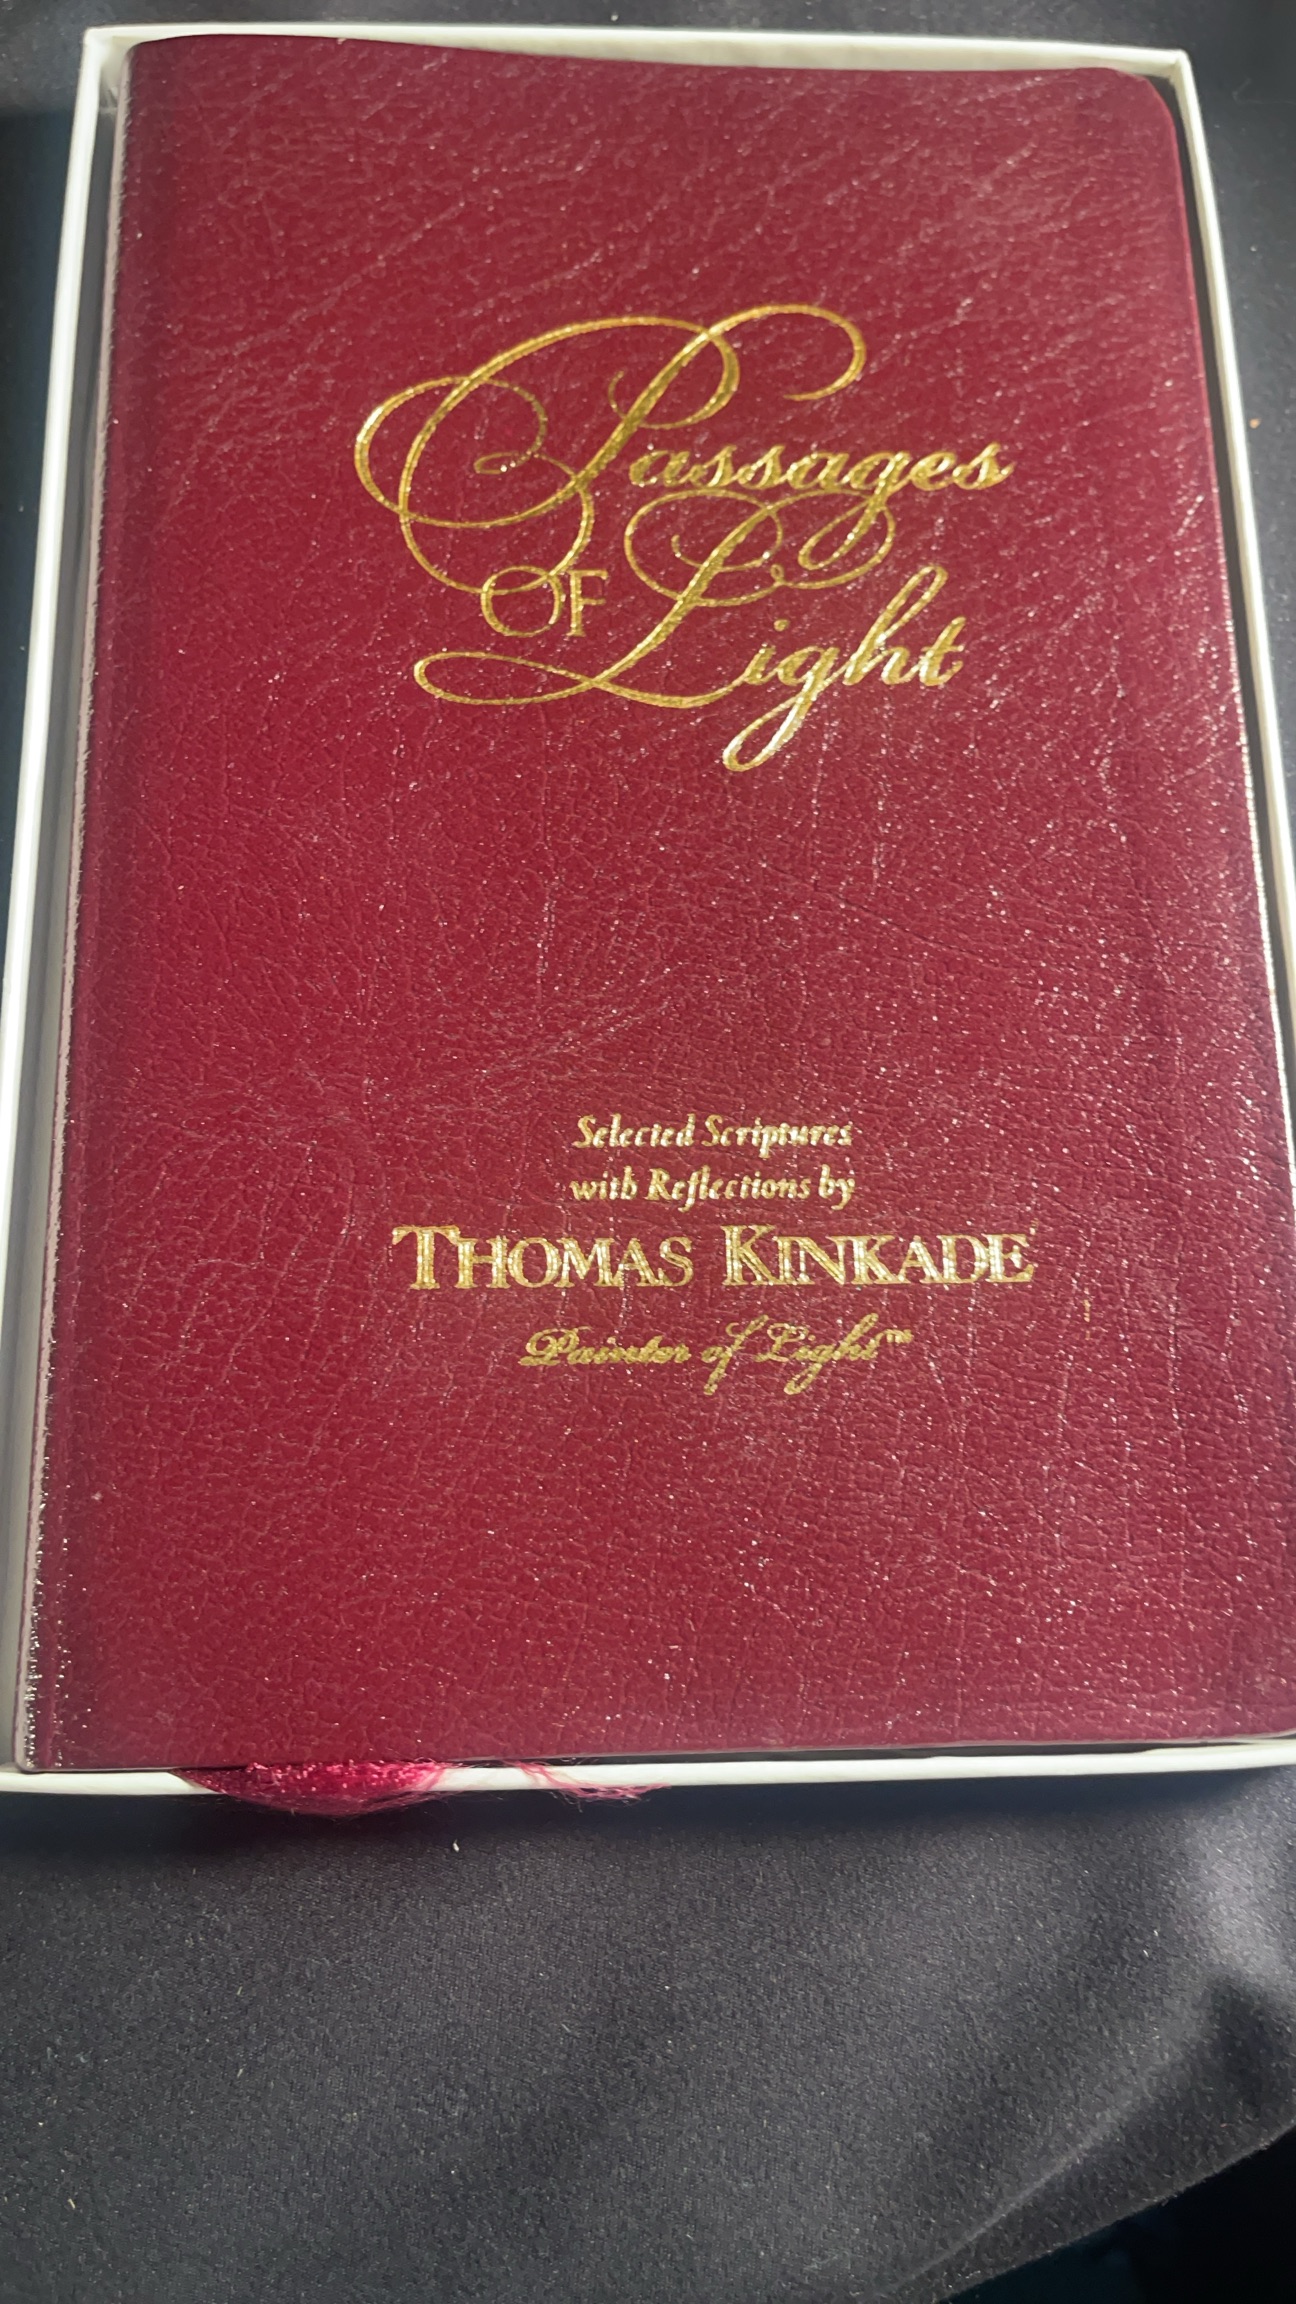 Passages
OF Light
Selected Scriptures
with Reflections by
THOMAS KINKADE
Painter of Light™